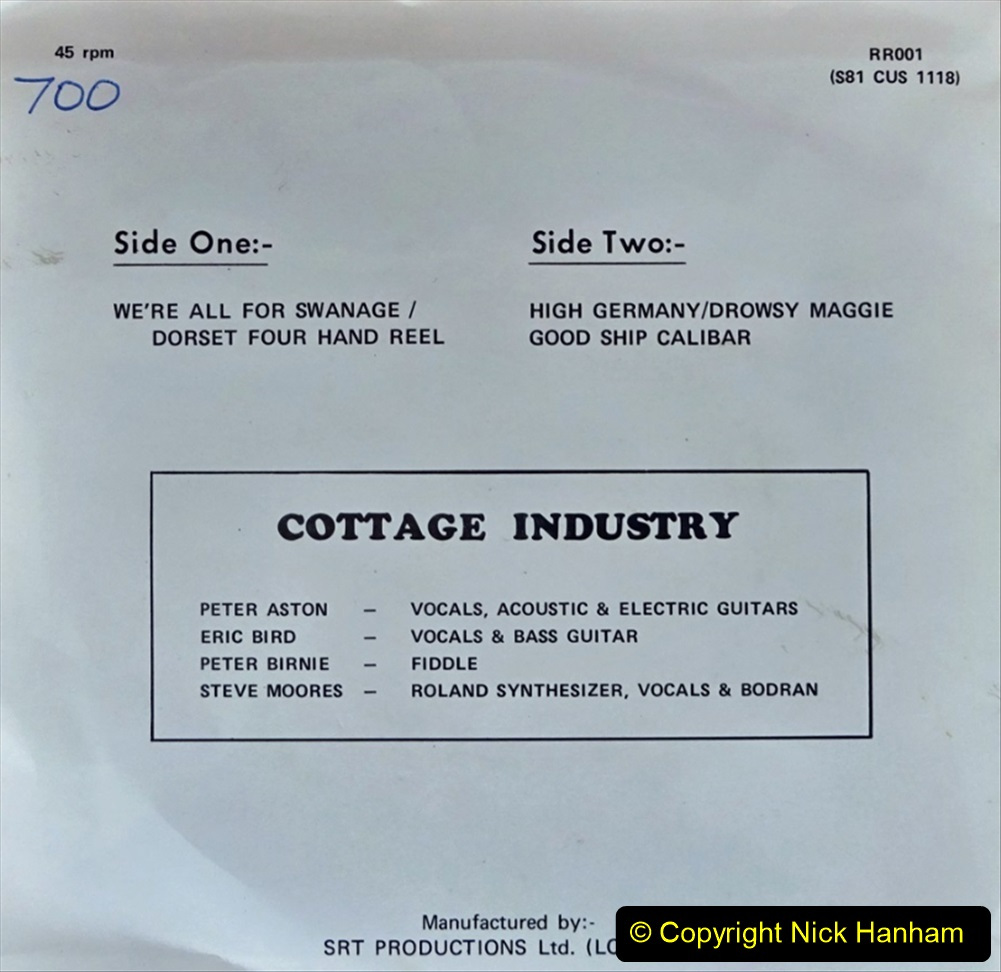 45 rpm
RR001
700
(S81 CUS 1118)
Side One:-
WE'RE ALL FOR SWANAGE /
DORSET FOUR HAND REEL
Side Two:-
HIGH GERMANY/DROWSY MAGGIE
GOOD SHIP CALIBAR
COTTAGE INDUSTRY
PETER ASTON – VOCALS, ACOUSTIC & ELECTRIC GUITARS
ERIC BIRD – VOCALS & BASS GUITAR
PETER BIRNIE – FIDDLE
STEVE MOORES – ROLAND SYNTHESIZER, VOCALS & BODRAN
Manufactured by:-
SRT PRODUCTIONS Ltd.
© Copyright Nick Hanham